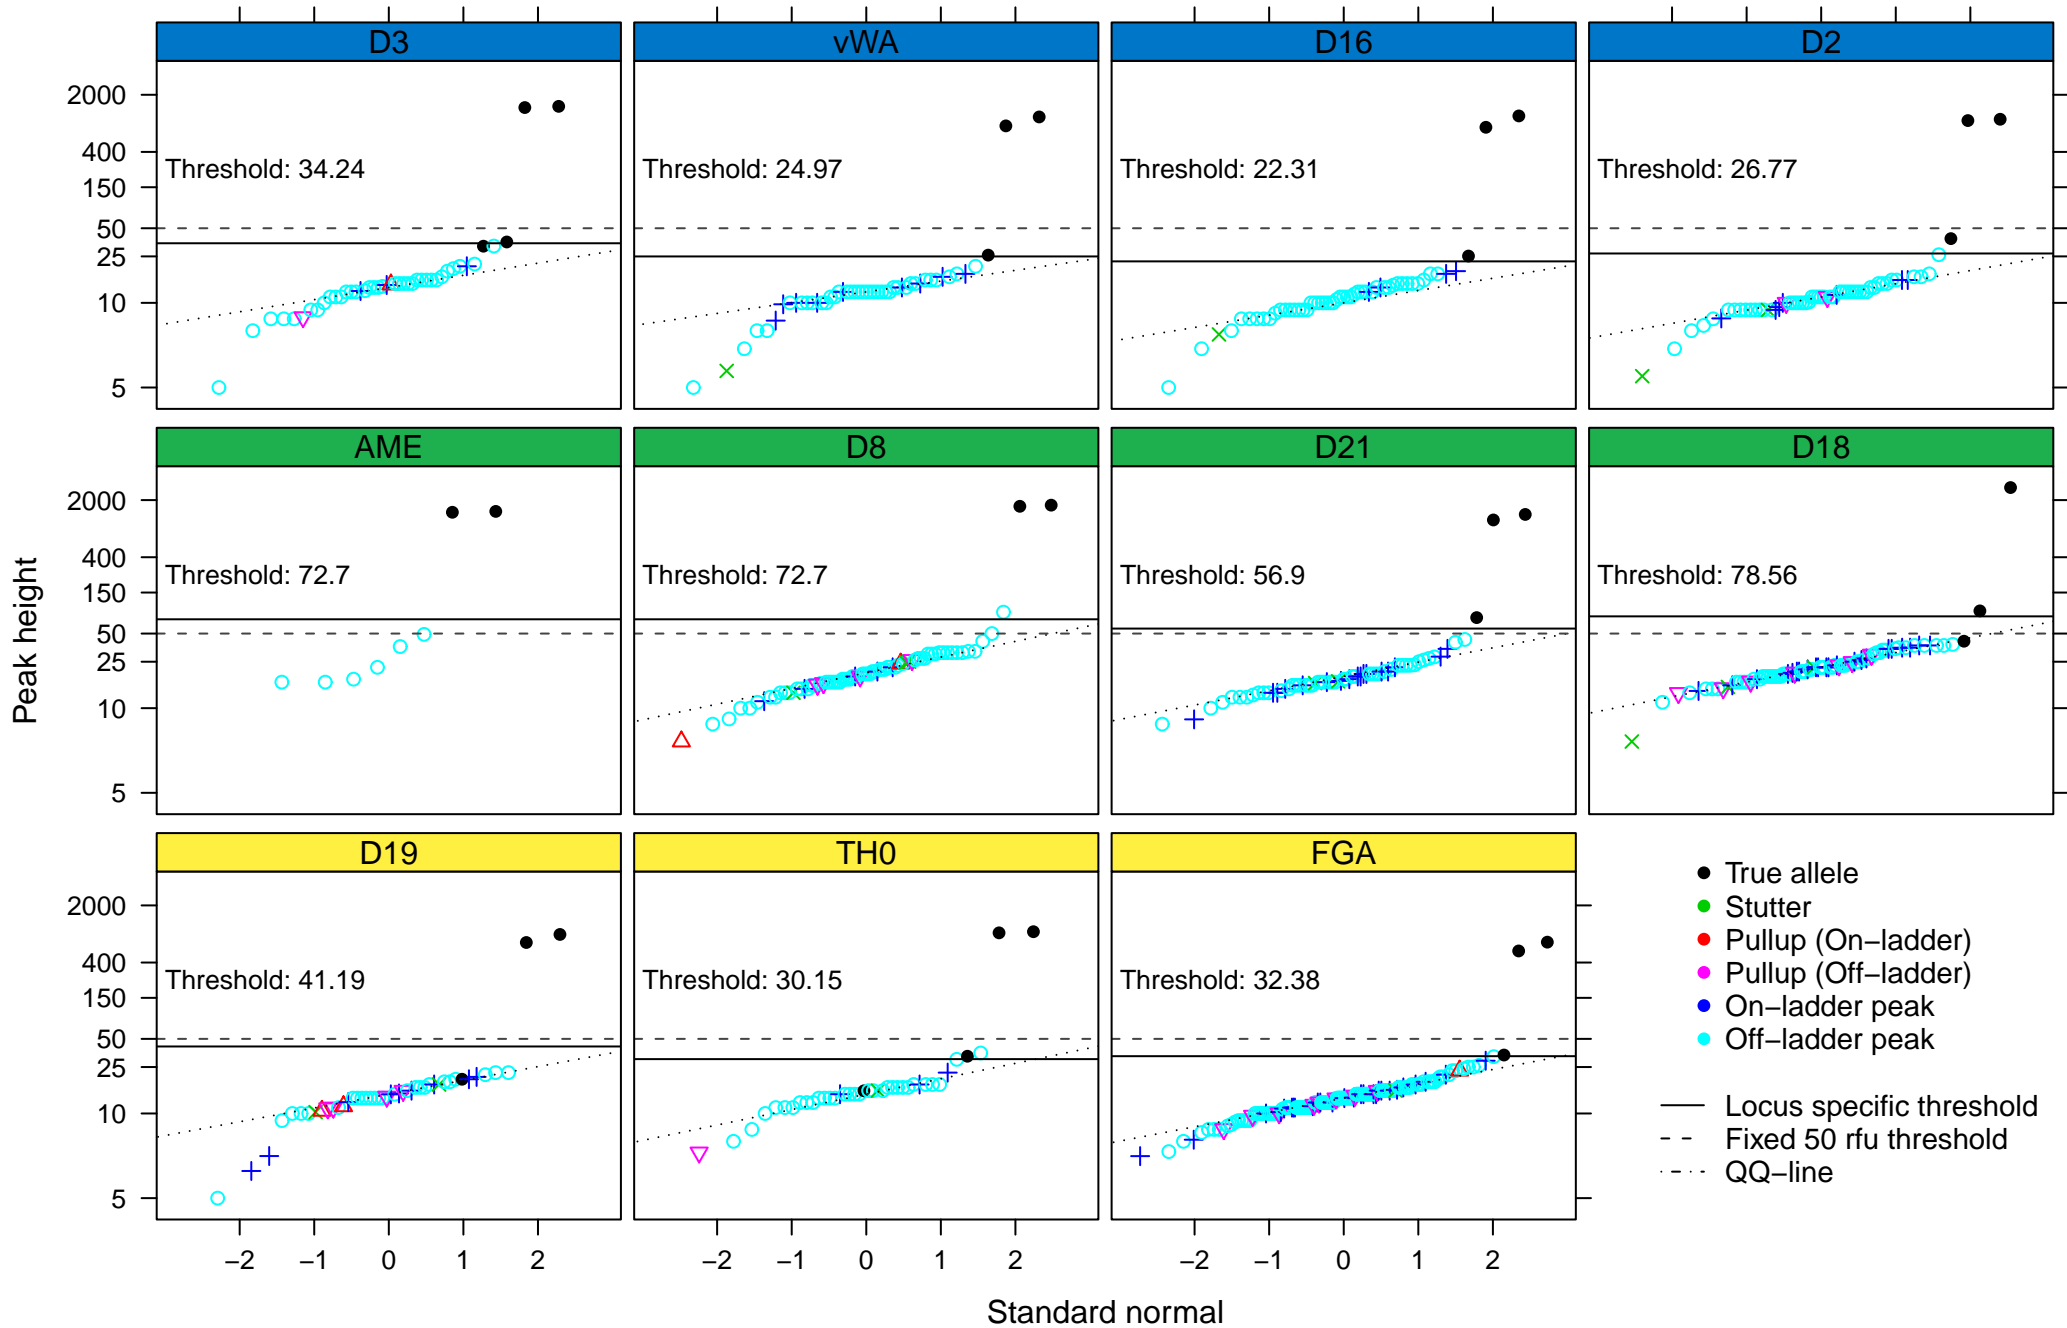 D3 vWA D16 D2
2000
400
150
50
25
10
5
Threshold: 34.24
Threshold: 24.97
Threshold: 22.31
Threshold: 26.77
AME D8 D21 D18
2000
400
150
50
25
10
5
Threshold: 72.7
Threshold: 72.7
Threshold: 56.9
Threshold: 78.56
Peak height
D19 TH0 FGA
2000
400
150
50
25
10
5
Threshold: 41.19
Threshold: 30.15
Threshold: 32.38
True allele
Stutter
Pullup (On−ladder)
Pullup (Off−ladder)
On−ladder peak
Off−ladder peak
Locus specific threshold
Fixed 50 rfu threshold
QQ−line
−2 −1 0 1 2
−2 −1 0 1 2
−2 −1 0 1 2
Standard normal